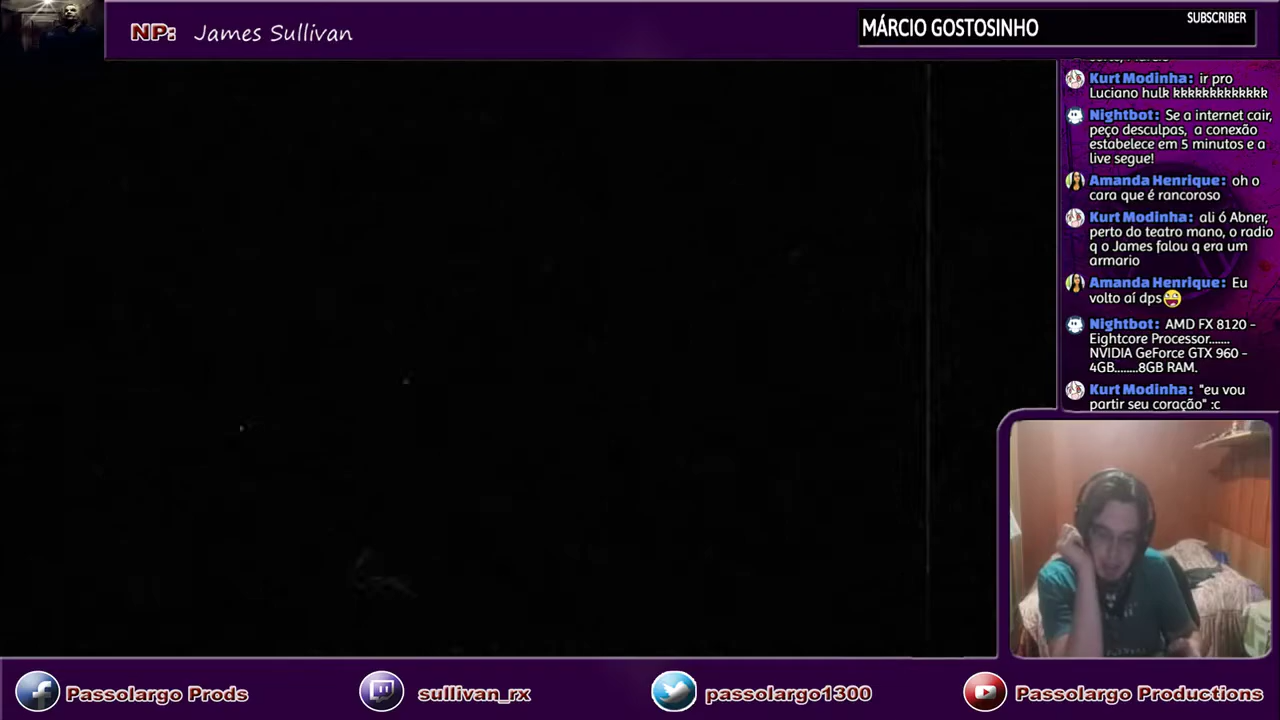 NP: James Sullivan
SUBSCRIBER
MÁRCIO GOSTOSINHO
Kurt Modinha: ir pro
Luciano hulk kkkkkkkkkkkkk
Nightbot: Se a internet cair,
peço desculpas, a conexão
estabelece em 5 minutos e a
live segue!
Amanda Henrique: oh o
cara que é rancoroso
Kurt Modinha: ali ó Abner,
perto do teatro mano, o radio
q o James falou q era um
armario
Amanda Henrique: Eu
volto aí dps
Nightbot: AMD FX 8120 -
Eightcore Processor.......
NVIDIA GeForce GTX 960 -
4GB........8GB RAM.
Kurt Modinha: "eu vou
partir seu coração" :c
Passolargo Prods
sullivan_rx
passolargo1300
Passolargo Productions